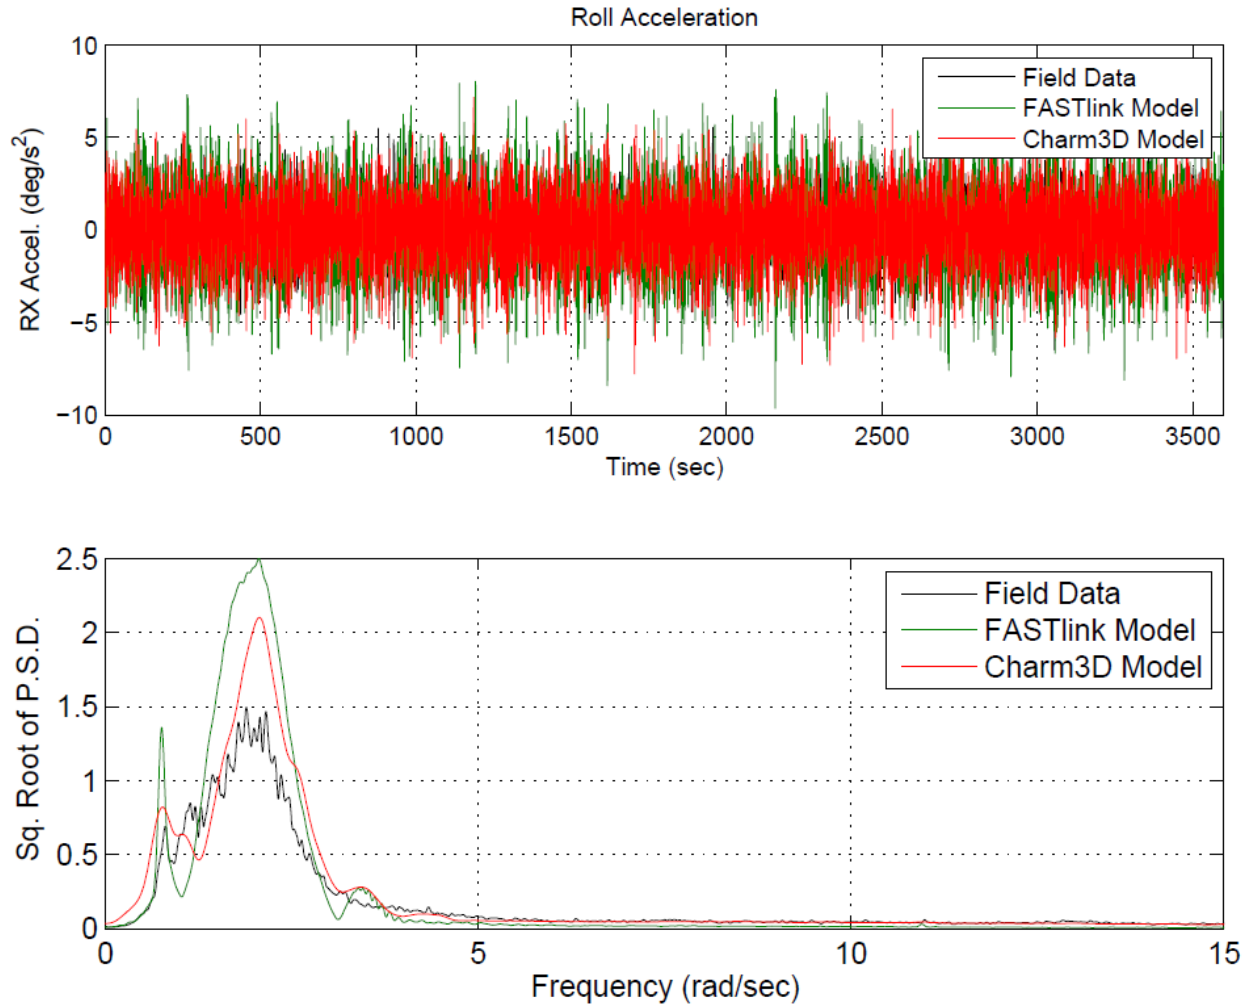 Roll Acceleration
RX Accel. (deg/s²)
10
5
0
−5
−10
Field Data
FASTlink Model
Charm3D Model
0 500 1000 1500 2000 2500 3000 3500
Time (sec)
Sq. Root of P.S.D.
2.5
2
1.5
1
0.5
0
Field Data
FASTlink Model
Charm3D Model
0 5 10 15
Frequency (rad/sec)